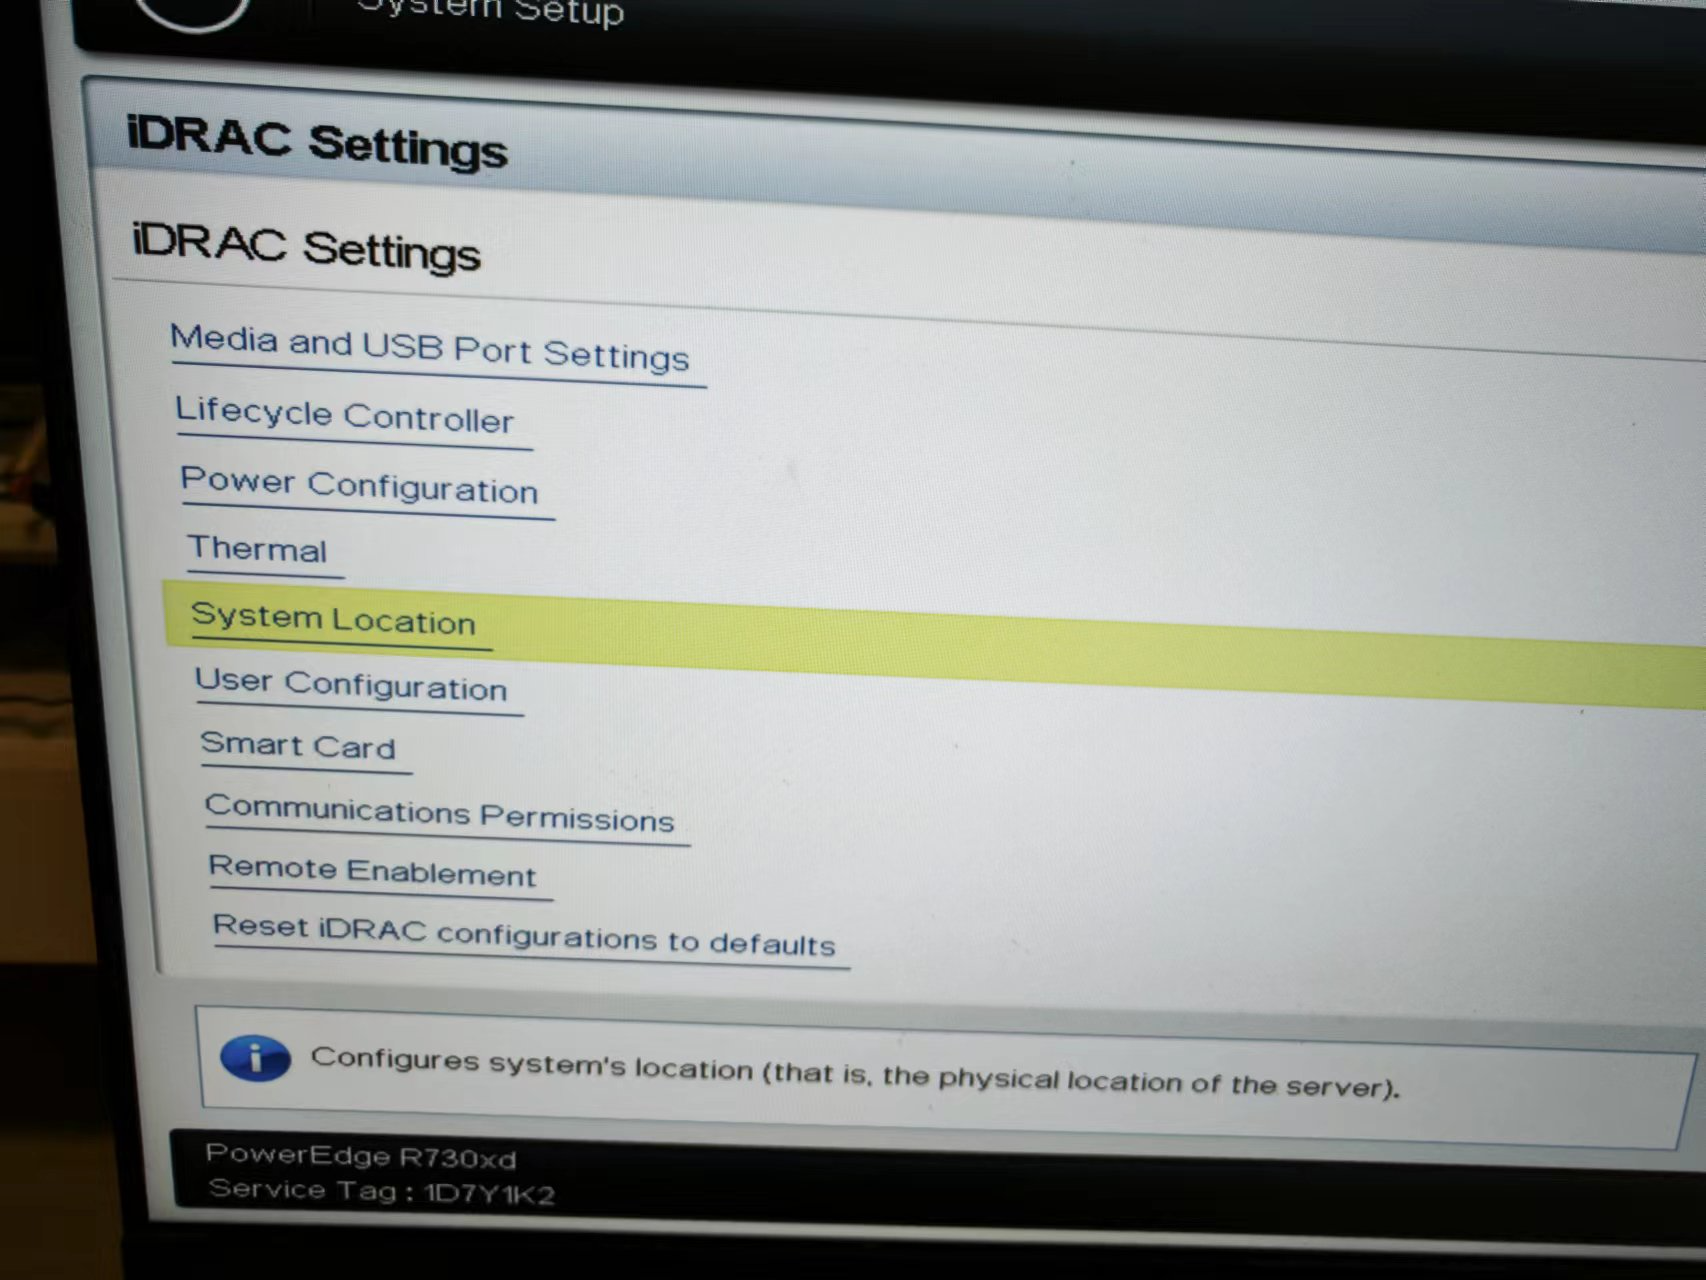 System Setup
iDRAC Settings
iDRAC Settings
Media and USB Port Settings
Lifecycle Controller
Power Configuration
Thermal
System Location
User Configuration
Smart Card
Communications Permissions
Remote Enablement
Reset iDRAC configurations to defaults
Configures system's location (that is, the physical location of the server).
PowerEdge R730xd
Service Tag : 1D7Y1K2